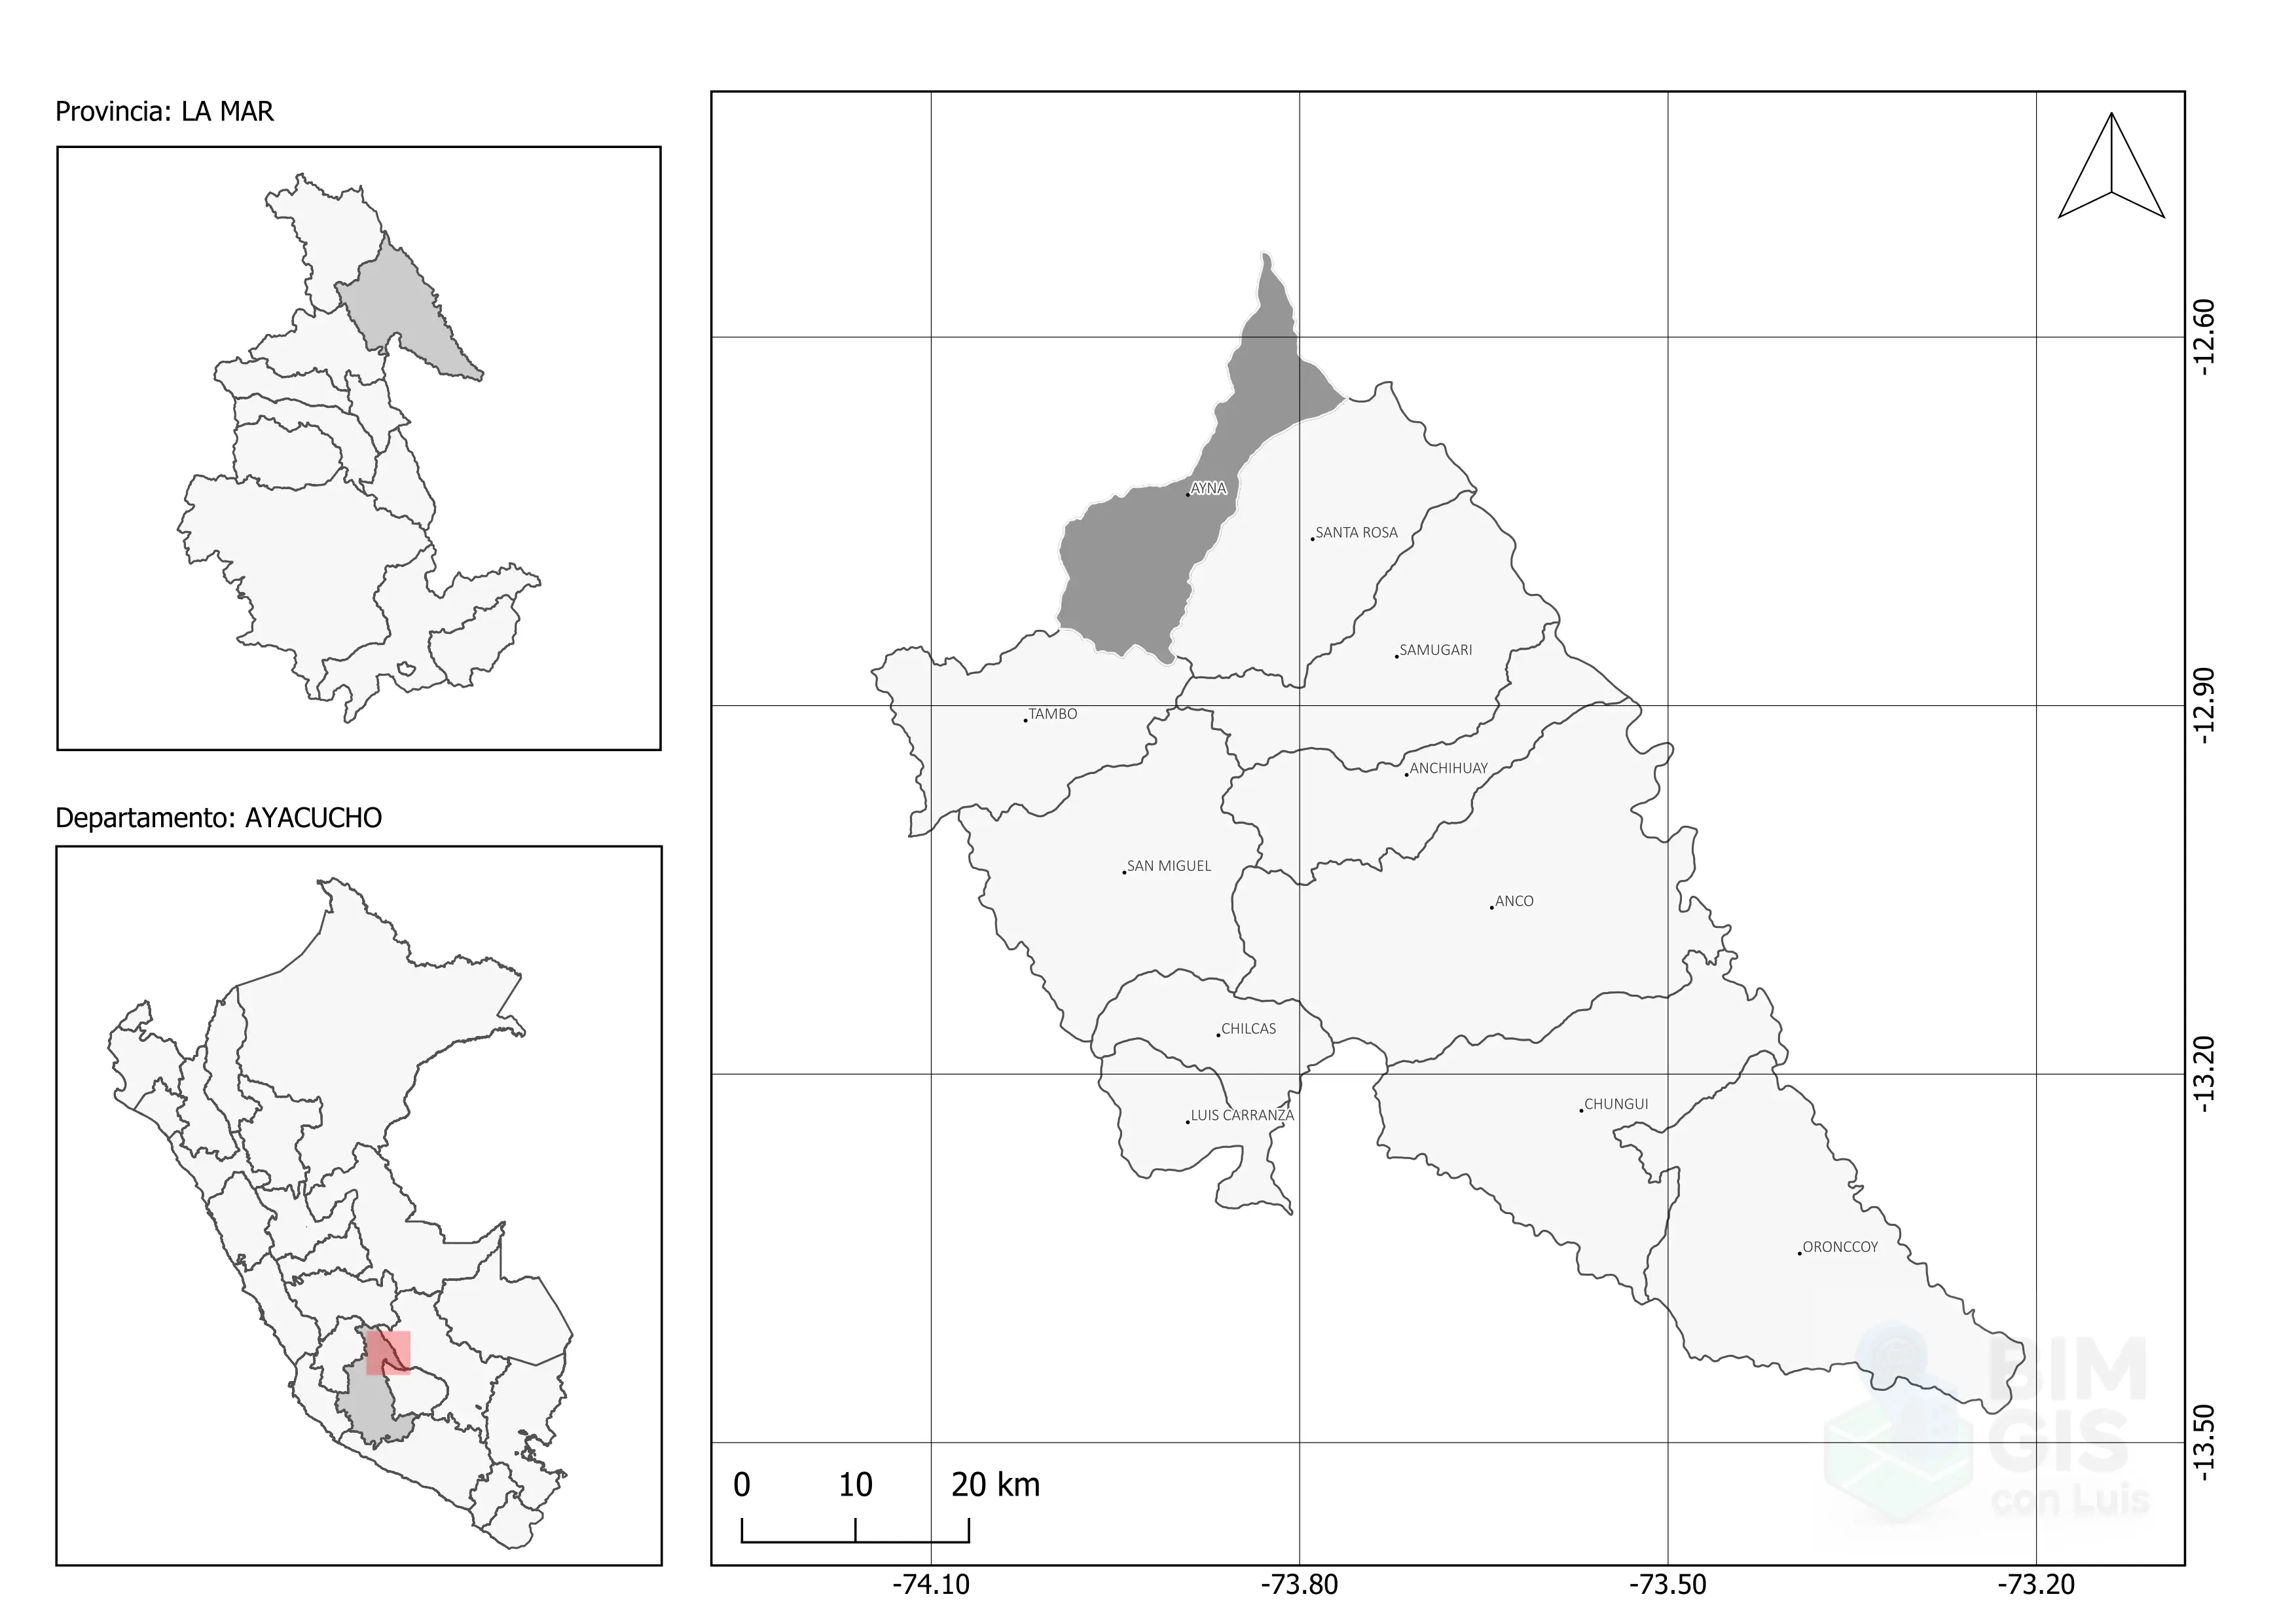 Provincia: LA MAR
Departamento: AYACUCHO
AYNA
SANTA ROSA
SAMUGARI
TAMBO
ANCHIHUAY
SAN MIGUEL
ANCO
CHILCAS
CHUNGUI
LUIS CARRANZA
ORONCCOY
-12.60
-12.90
-13.20
-13.50
BIM
GIS
con Luis
0 10 20 km
-74.10 -73.80 -73.50 -73.20